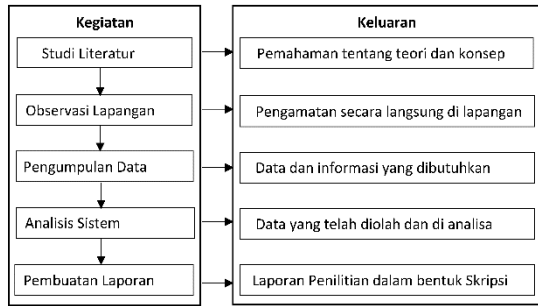 Kegiatan
Keluaran
Studi Literatur
Pemahaman tentang teori dan konsep
Observasi Lapangan
Pengamatan secara langsung di lapangan
Pengumpulan Data
Data dan informasi yang dibutuhkan
Analisis Sistem
Data yang telah diolah dan di analisa
Pembuatan Laporan
Laporan Penilitian dalam bentuk Skripsi